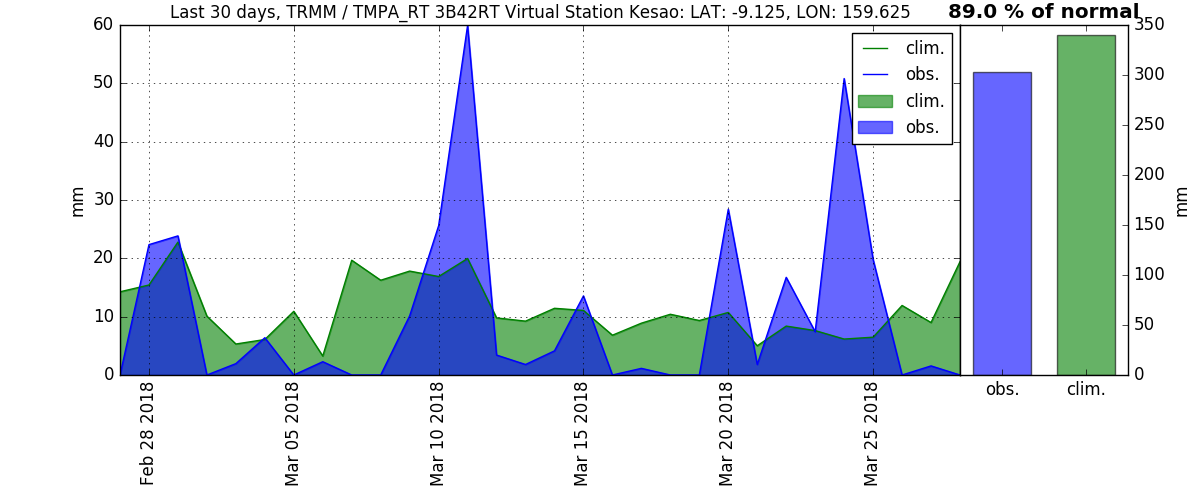 Last 30 days, TRMM / TMPA_RT 3B42RT Virtual Station Kesao: LAT: -9.125, LON: 159.625
89.0 % of normal
60
50
40
30
20
10
0
mm
clim.
obs.
clim.
obs.
350
300
250
200
150
100
50
0
mm
Feb 28 2018
Mar 05 2018
Mar 10 2018
Mar 15 2018
Mar 20 2018
Mar 25 2018
obs.
clim.